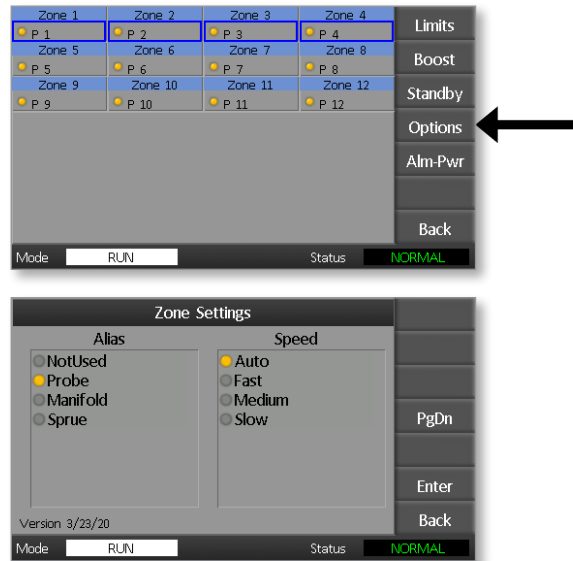 Zone 1 Zone 2 Zone 3 Zone 4 Limits
P 1 P 2 P 3 P 4
Zone 5 Zone 6 Zone 7 Zone 8 Boost
P 5 P 6 P 7 P 8
Zone 9 Zone 10 Zone 11 Zone 12 Standby
P 9 P 10 P 11 P 12
Options
Alm-Pwr
Back
Mode RUN Status NORMAL
Zone Settings
Alias Speed
NotUsed Auto
Probe Fast
Manifold Medium
Sprue Slow
PgDn
Enter
Version 3/23/20 Back
Mode RUN Status NORMAL